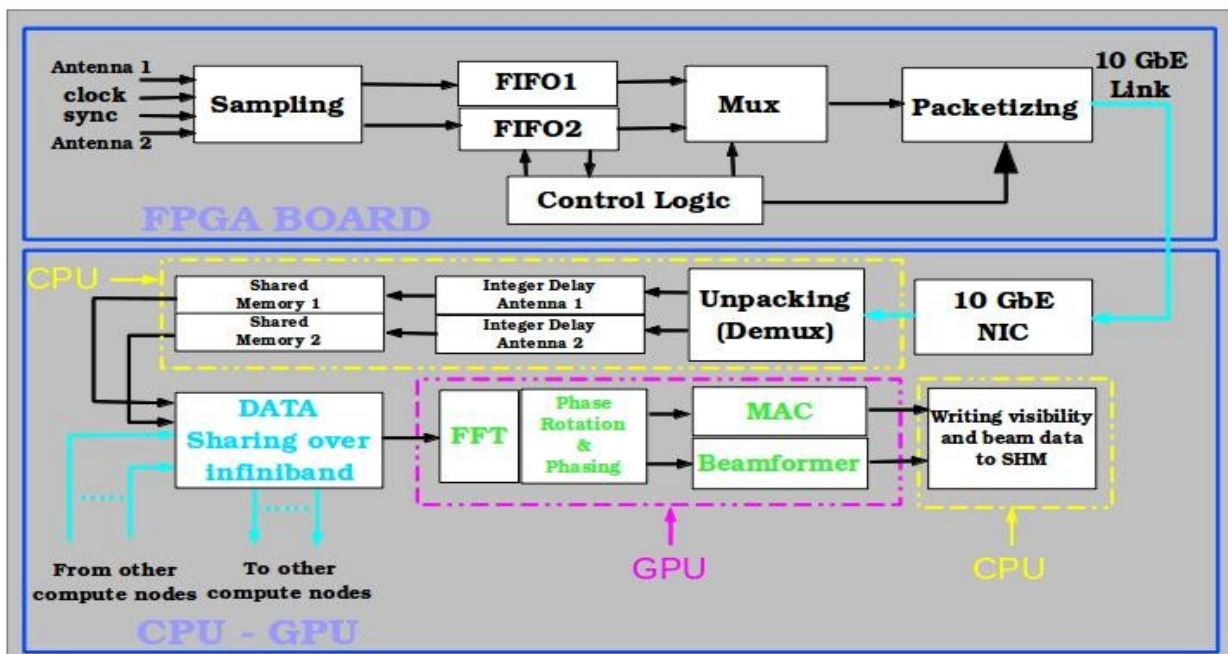 Antenna 1
clock
sync
Antenna 2
Sampling
FIFO1
FIFO2
Mux
Packetizing
10 GbE
Link
Control Logic
FPGA BOARD
CPU
Shared
Memory 1
Shared
Memory 2
Integer Delay
Antenna 1
Integer Delay
Antenna 2
Unpacking
(Demux)
10 GbE
NIC
DATA
Sharing over
infiniband
FFT
Phase
Rotation
&
Phasing
MAC
Beamformer
Writing visibility
and beam data
to SHM
From other
compute nodes
To other
compute nodes
GPU
CPU
CPU - GPU